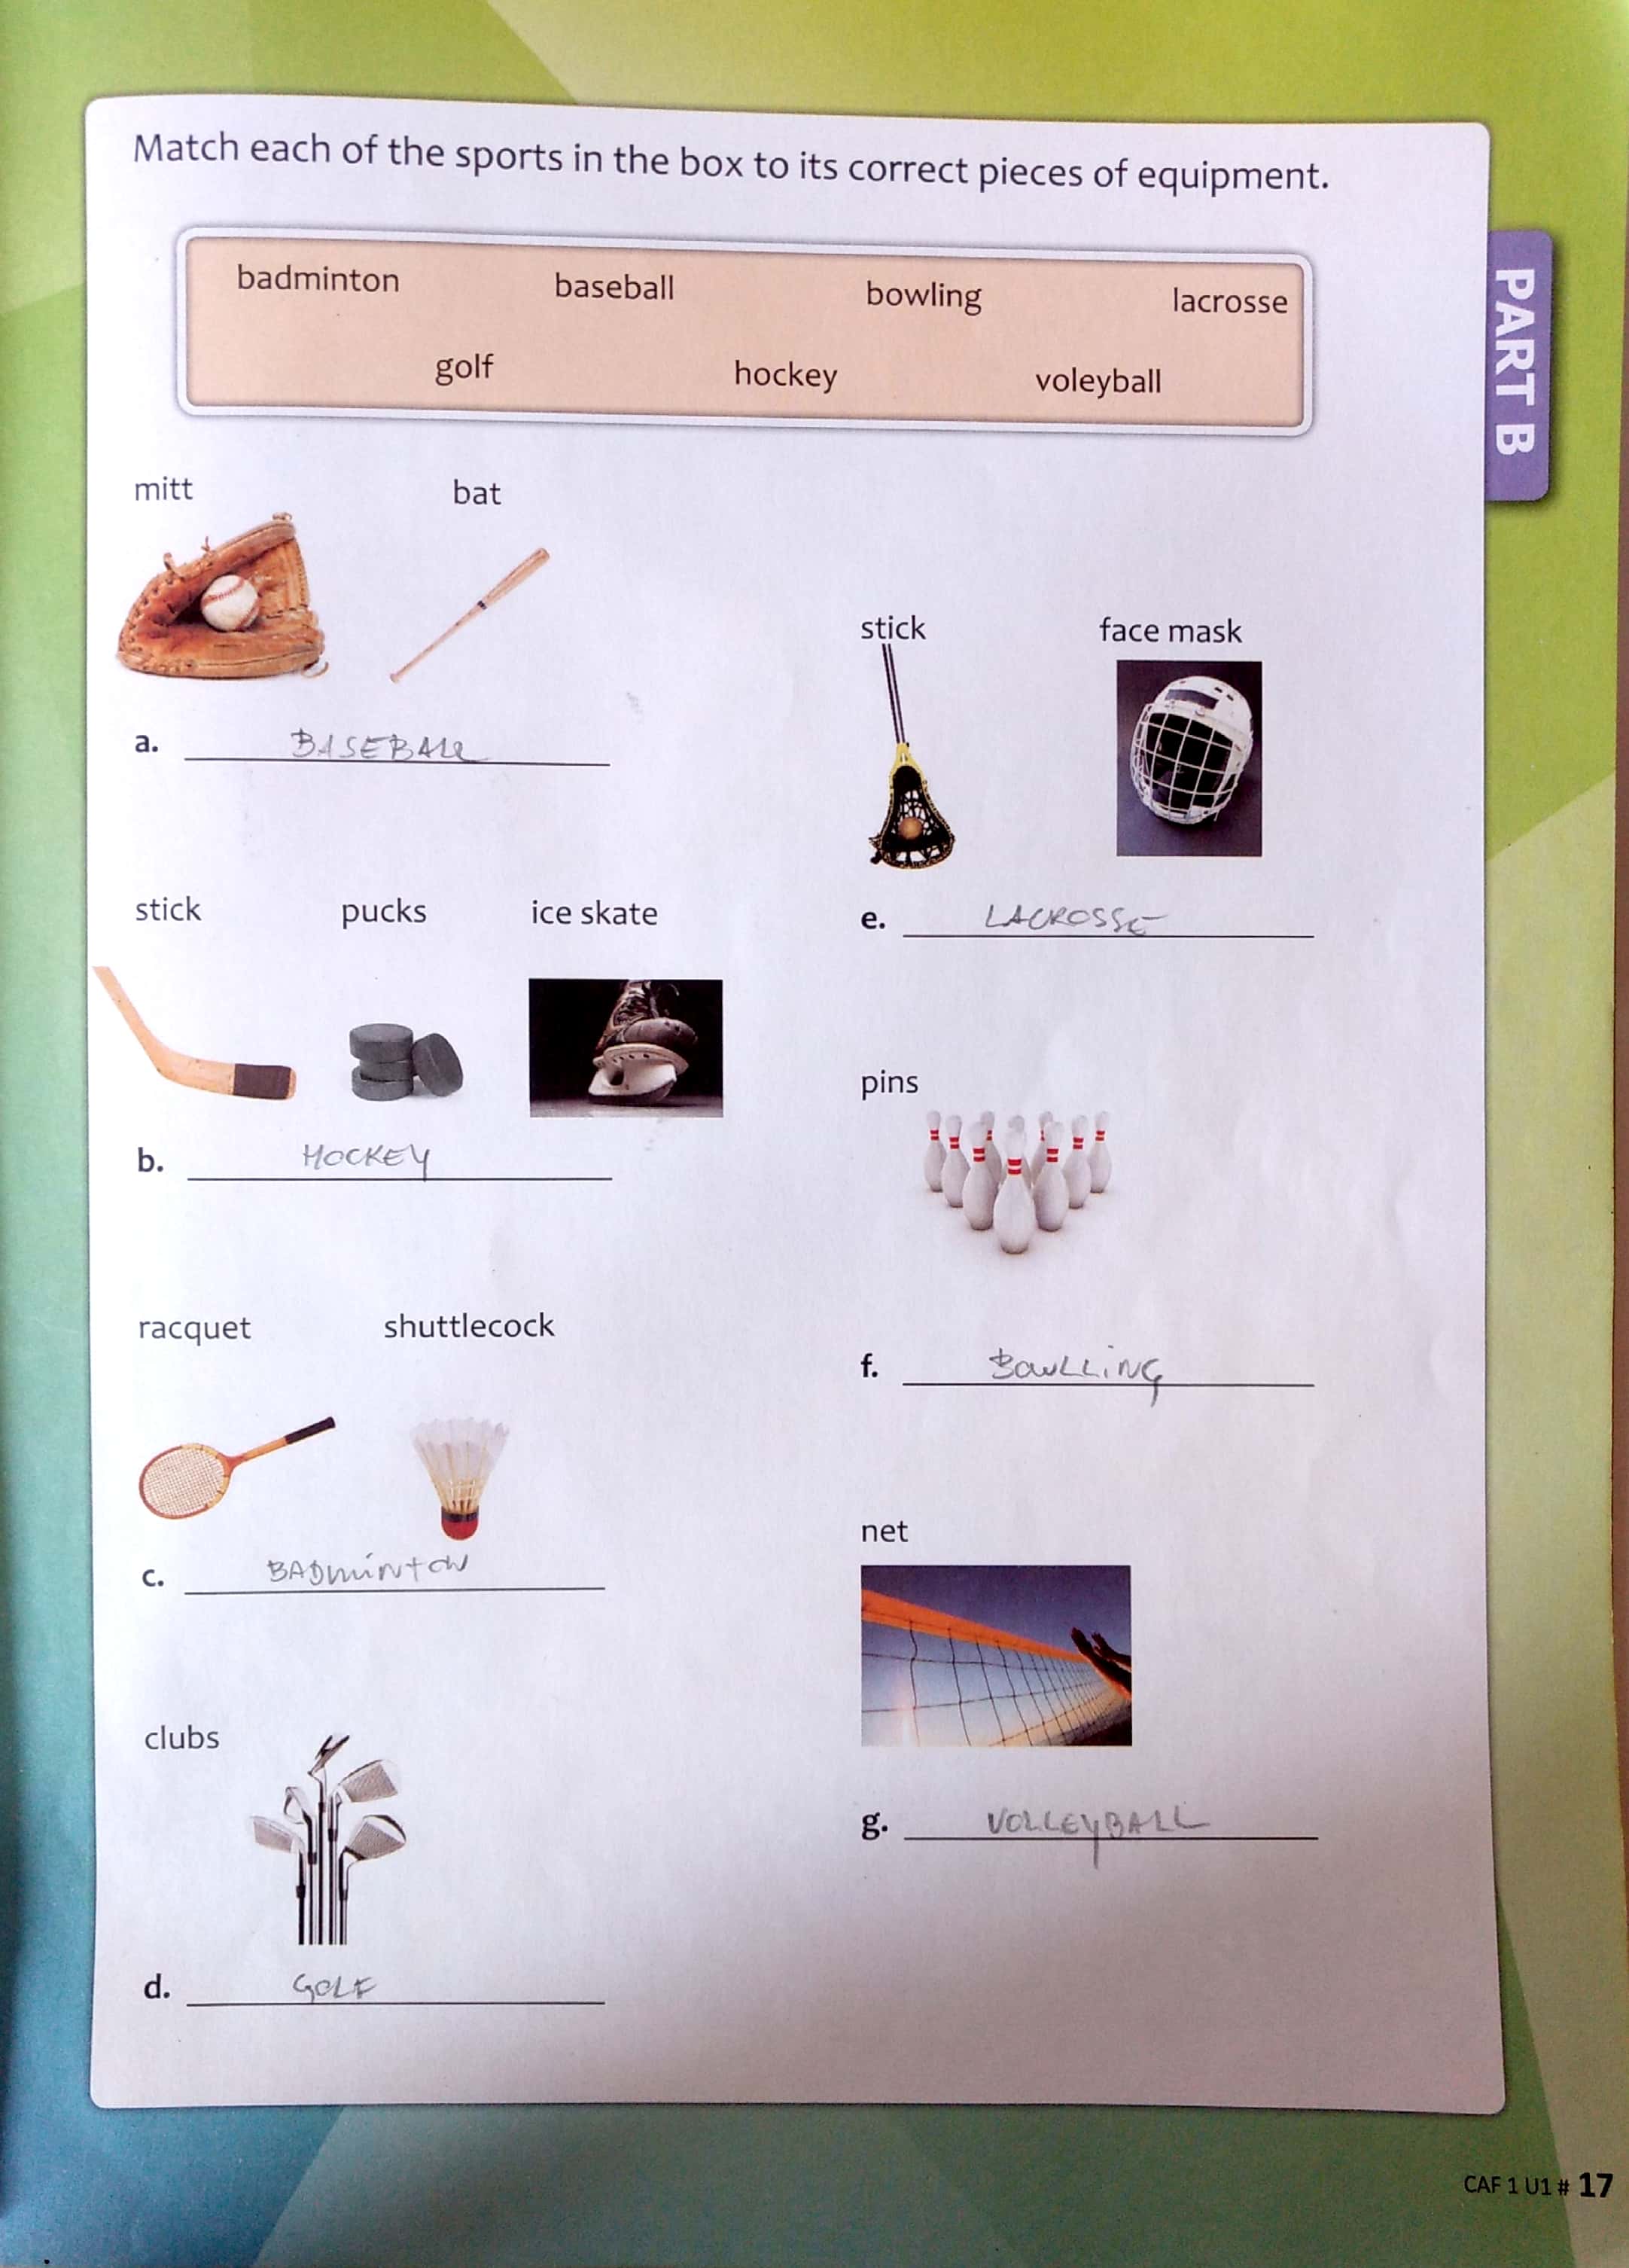 Match each of the sports in the box to its correct pieces of equipment.
badminton baseball bowling lacrosse
golf hockey voleyball
PART B
mitt bat
a. BASEBALL
stick pucks ice skate
b. HOCKEY
racquet shuttlecock
c. BADMINTON
clubs
d. GOLF
stick face mask
e. LACROSSE
pins
f. BOWLLING
net
g. VOLLEYBALL
CAF 1 U1 # 17